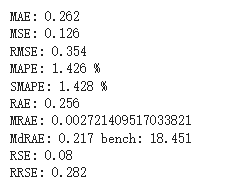 MAE: 0.262
MSE: 0.126
RMSE: 0.354
MAPE: 1.426 %
SMAPE: 1.428 %
RAE: 0.256
MRAE: 0.002721409517033821
MdRAE: 0.217 bench: 18.451
RSE: 0.08
RRSE: 0.282